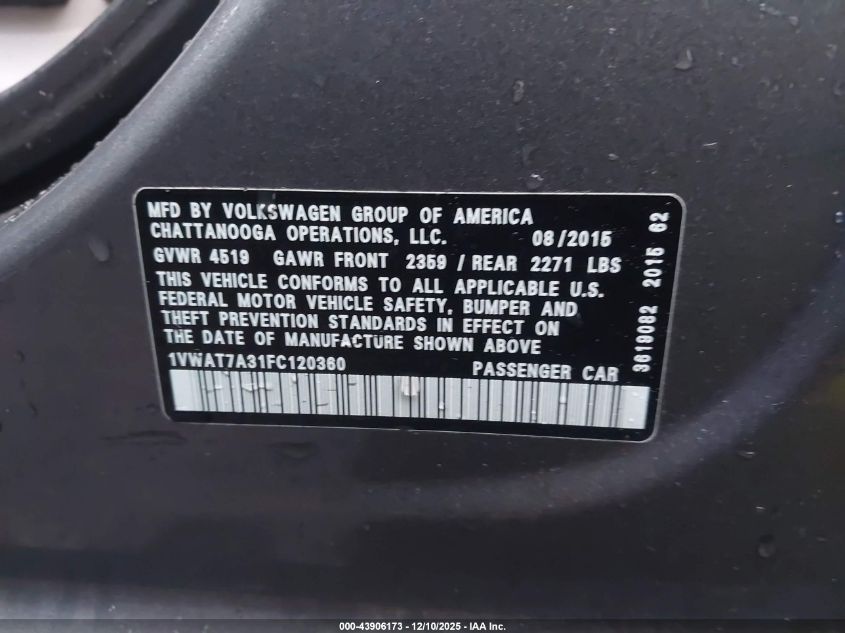 MFD BY VOLKSWAGEN GROUP OF AMERICA
CHATTANOOGA OPERATIONS, LLC. 08/2015
GVWR 4519 GAWR FRONT 2359 / REAR 2271 LBS
THIS VEHICLE CONFORMS TO ALL APPLICABLE U.S.
FEDERAL MOTOR VEHICLE SAFETY, BUMPER AND
THEFT PREVENTION STANDARDS IN EFFECT ON
THE DATE OF MANUFACTURE SHOWN ABOVE
1VWAT7A31FC120360 PASSENGER CAR
3619082 2015 62
000-43906173 - 12/10/2025 - IAA Inc.